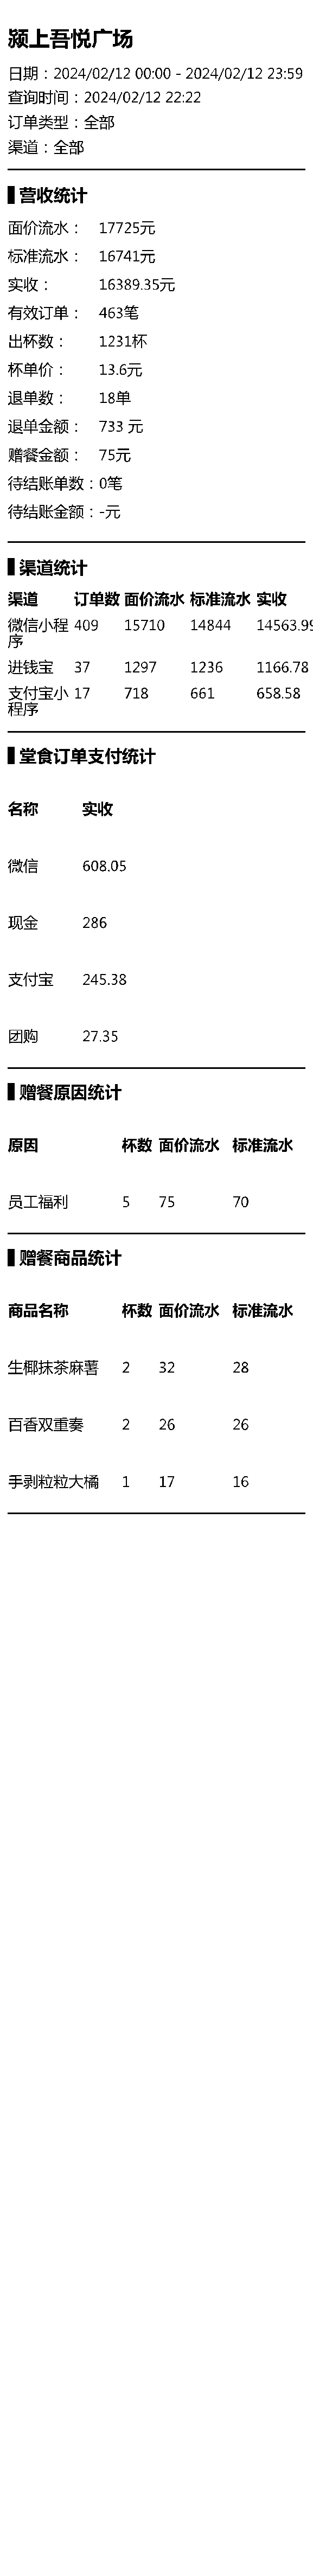 颍上吾悦广场
日期：2024/02/12 00:00 - 2024/02/12 23:59
查询时间：2024/02/12 22:22
订单类型：全部
渠道：全部
营收统计
面价流水： 17725元
标准流水： 16741元
实收： 16389.35元
有效订单： 463笔
出杯数： 1231杯
杯单价： 13.6元
退单数： 18单
退单金额： 733 元
赠餐金额： 75元
待结账单数：0笔
待结账金额：-元
渠道统计
渠道 订单数 面价流水 标准流水 实收
微信小程 409 15710 14844 14563.99
序
进钱宝 37 1297 1236 1166.78
支付宝小 17 718 661 658.58
程序
堂食订单支付统计
名称 实收
微信 608.05
现金 286
支付宝 245.38
团购 27.35
赠餐原因统计
原因 杯数 面价流水 标准流水
员工福利 5 75 70
赠餐商品统计
商品名称 杯数 面价流水 标准流水
生椰抹茶麻薯 2 32 28
百香双重奏 2 26 26
手剥粒粒大橘 1 17 16